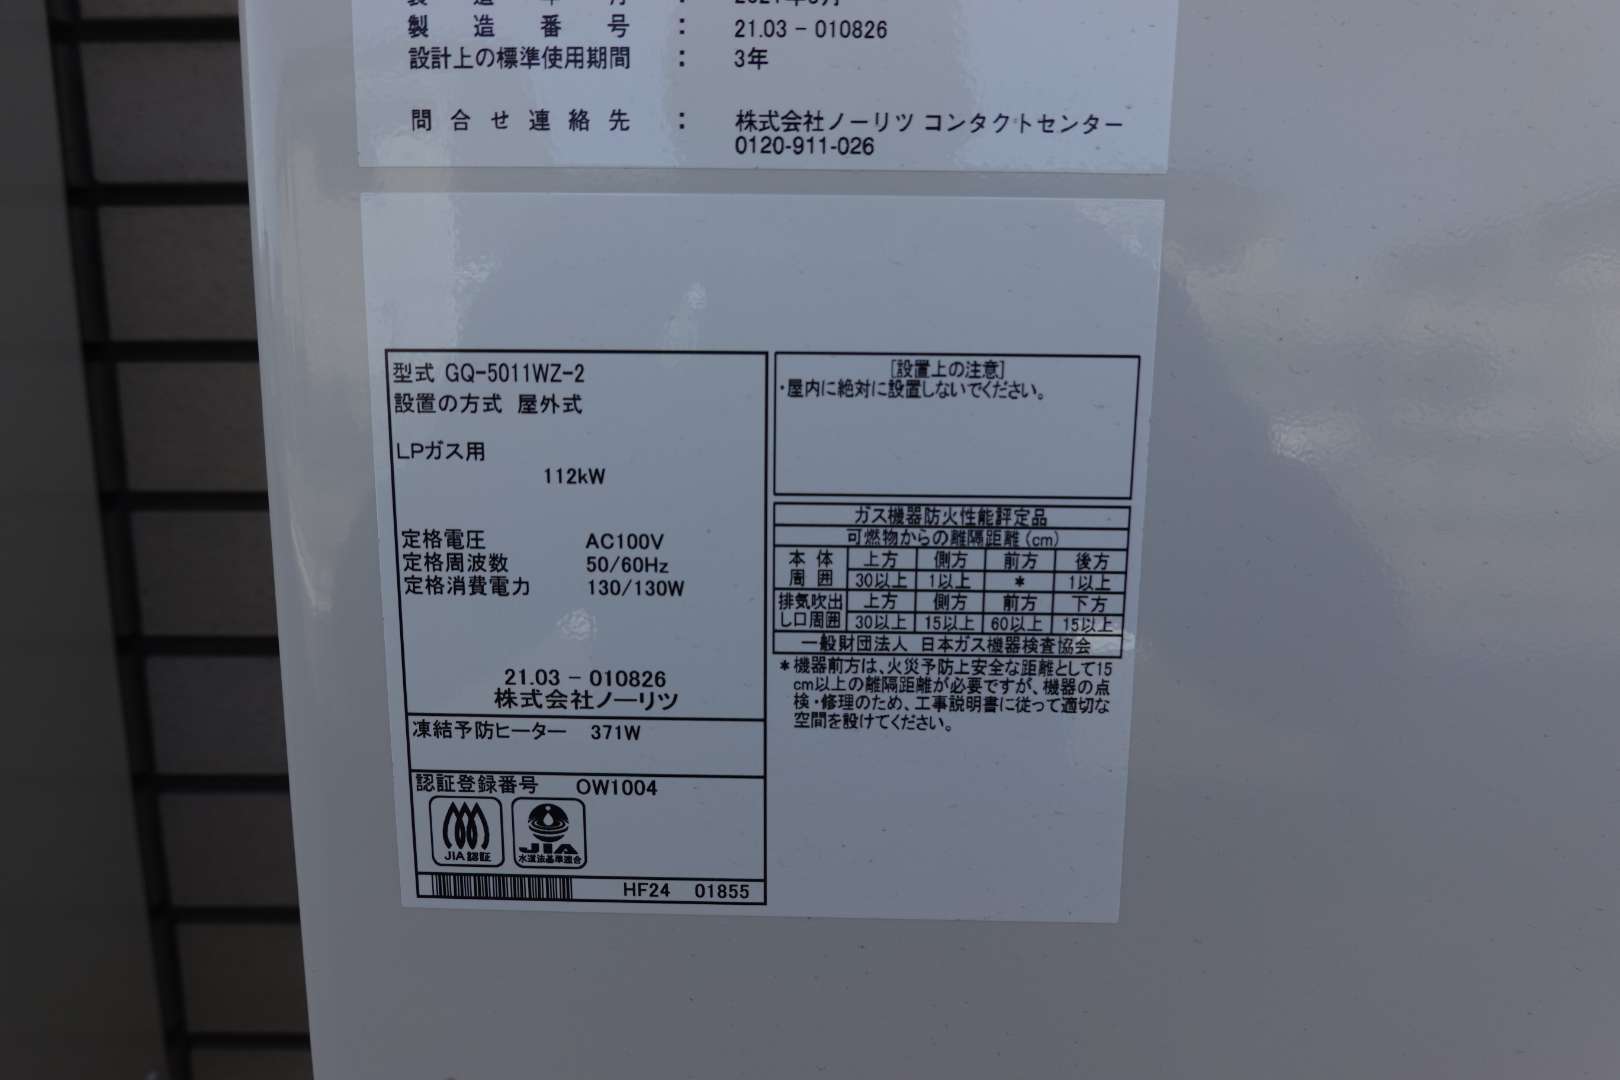 製造年月 : 2021年3月
製造番号 : 21.03 - 010826
設計上の標準使用期間 : 3年
問合せ連絡先 : 株式会社ノーリツ コンタクトセンター
0120-911-026
型式 GQ-5011WZ-2
設置の方式 屋外式
LPガス用
112kW
定格電圧 AC100V
定格周波数 50/60Hz
定格消費電力 130/130W
21.03 - 010826
株式会社ノーリツ
凍結予防ヒーター 371W
認証登録番号 OW1004
JIA認証
JIA
水道法基準適合
HF24 01855
[設置上の注意]
・屋内に絶対に設置しないでください。
ガス機器防火性能評定品
可燃物からの離隔距離(cm)
本体周囲 上方 側方 前方 後方
30以上 1以上 * 1以上
排気吹出し口周囲 上方 側方 前方 下方
30以上 15以上 60以上 15以上
一般財団法人 日本ガス機器検査協会
*機器前方は、火災予防上安全な距離として15
cm以上の離隔距離が必要ですが、機器の点
検・修理のため、工事説明書に従って適切な
空間を設けてください。